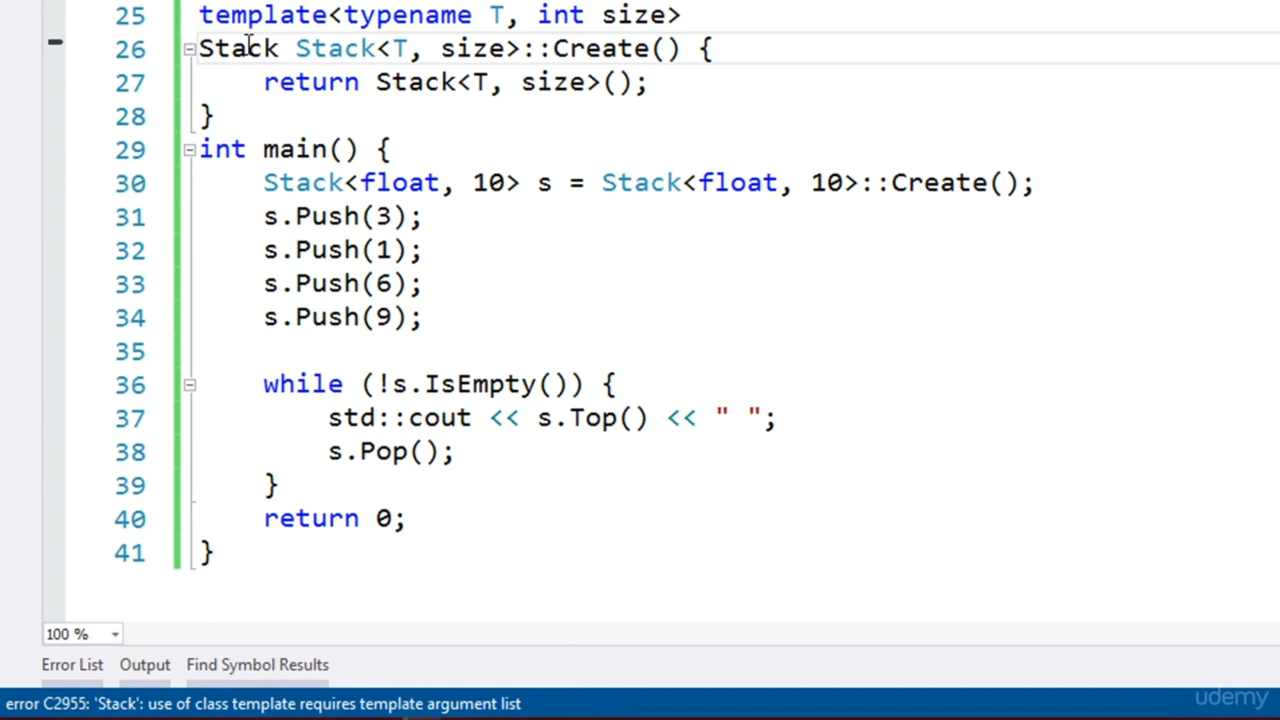 25 template<typename T, int size>
26 Stack Stack<T, size>::Create() {
27     return Stack<T, size>();
28 }
29 int main() {
30     Stack<float, 10> s = Stack<float, 10>::Create();
31     s.Push(3);
32     s.Push(1);
33     s.Push(6);
34     s.Push(9);
35
36     while (!s.IsEmpty()) {
37         std::cout << s.Top() << " ";
38         s.Pop();
39     }
40     return 0;
41 }
100 %
Error List Output Find Symbol Results
error C2955: 'Stack': use of class template requires template argument list
udemy